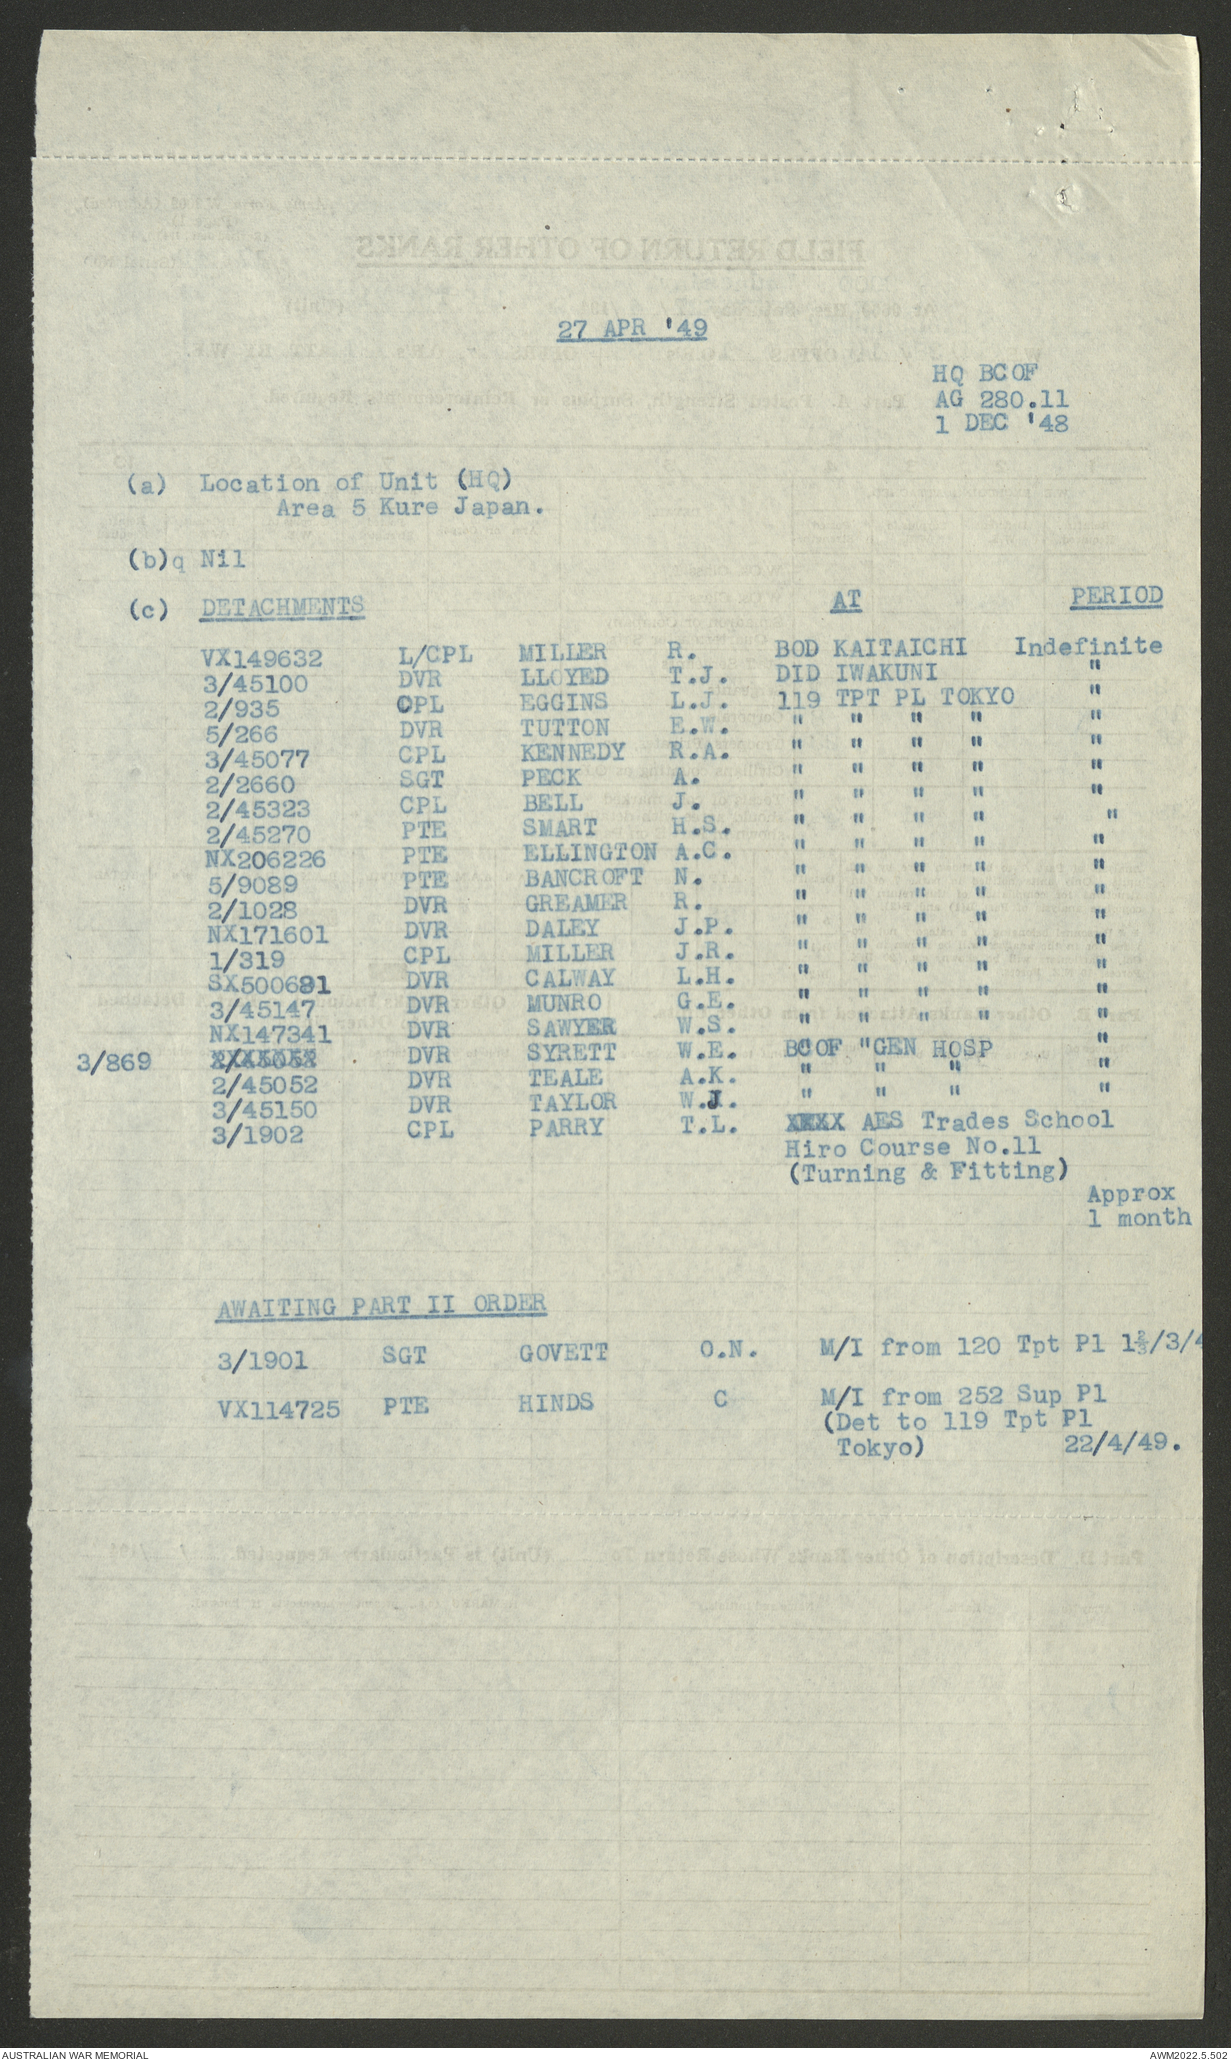 27 APR '49
HQ BCOF
AG 280.11
1 DEC '48
(a) Location of Unit (HQ)
Area 5 Kure Japan.
(b)q Nil
(c) DETACHMENTS AT PERIOD
VX149632 L/CPL MILLER R. BOD KAITAICHI Indefinite
3/45100 DVR LLOYED T.J. DID IWAKUNI "
2/935 CPL EGGINS L.J. 119 TPT PL TOKYO "
5/266 DVR TUTTON E.W. " " " " "
3/45077 CPL KENNEDY R.A. " " " " "
2/2660 SGT PECK A. " " " " "
2/45323 CPL BELL J. " " " " "
2/45270 PTE SMART H.S. " " " " "
NX206226 PTE ELLINGTON A.C. " " " " "
5/9089 PTE BANCROFT N. " " " " "
2/1028 DVR GREAMER R. " " " " "
NX171601 DVR DALEY J.P. " " " " "
1/319 CPL MILLER J.R. " " " " "
SX500681 DVR CALWAY L.H. " " " " "
3/45147 DVR MUNRO G.E. " " " " "
NX147341 DVR SAWYER W.S. " " " " "
3/869 DVR SYRETT W.E. BCOF "GEN HOSP "
2/45052 DVR TEALE A.K. " " " "
3/45150 DVR TAYLOR W.J. " " " "
3/1902 CPL PARRY T.L. XXXX AES Trades School
Hiro Course No.11
(Turning & Fitting)
Approx
1 month
AWAITING PART II ORDER
3/1901 SGT GOVETT O.N. M/I from 120 Tpt Pl
VX114725 PTE HINDS C M/I from 252 Sup Pl
(Det to 119 Tpt Pl
Tokyo) 22/4/49.
AUSTRALIAN WAR MEMORIAL AWM2022.5.502